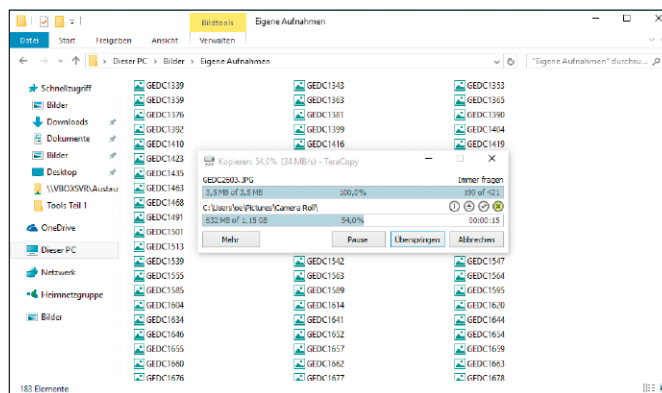 Bildtools Eigene Aufnahmen
Datei Start Freigeben Ansicht Verwalten
Dieser PC > Bilder > Eigene Aufnahmen
"Eigene Aufnahmen" durchsu...
Schnellzugriff
Bilder
Downloads
Dokumente
Bilder
Desktop
\\VBOXSVR\Austau
Tools Teil 1
OneDrive
Dieser PC
Netzwerk
Heimnetzgruppe
Bilder
GEDC1339 GEDC1343 GEDC1353
GEDC1359 GEDC1363 GEDC1365
GEDC1376 GEDC1381 GEDC1390
GEDC1392 GEDC1399 GEDC1404
GEDC1410 GEDC1416 GEDC1419
GEDC1423
GEDC1435
GEDC1463
GEDC1468
GEDC1491
GEDC1501
GEDC1513
GEDC1539 GEDC1542 GEDC1547
GEDC1555 GEDC1563 GEDC1564
GEDC1585 GEDC1589 GEDC1595
GEDC1604 GEDC1614 GEDC1620
GEDC1634 GEDC1641 GEDC1644
GEDC1646 GEDC1652 GEDC1654
GEDC1655 GEDC1657 GEDC1659
GEDC1660 GEDC1662 GEDC1663
GEDC1676 GEDC1677 GEDC1678
Kopieren: 54,0% (34 MB/s) - TeraCopy
GEDC2603.JPG Immer fragen
3,5 MB of 3,5 MB 100,0% 199 of 421
C:\Users\oe\Pictures\Camera Roll\
632 MB of 1,15 GB 54,0% 00:00:15
Mehr Pause Überspringen Abbrechen
183 Elemente